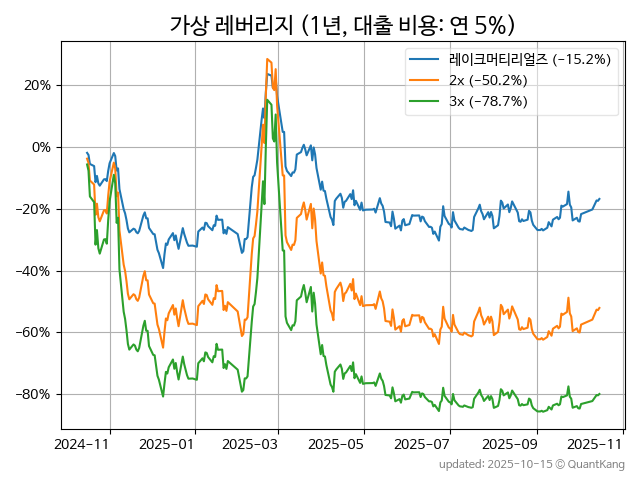 가상 레버리지 (1년, 대출 비용: 연 5%)
레이크머티리얼즈 (−15.2%)
2x (−50.2%)
3x (−78.7%)
20%
0%
−20%
−40%
−60%
−80%
2024−11 2025−01 2025−03 2025−05 2025−07 2025−09 2025−11
updated: 2025-10-15 © QuantKang